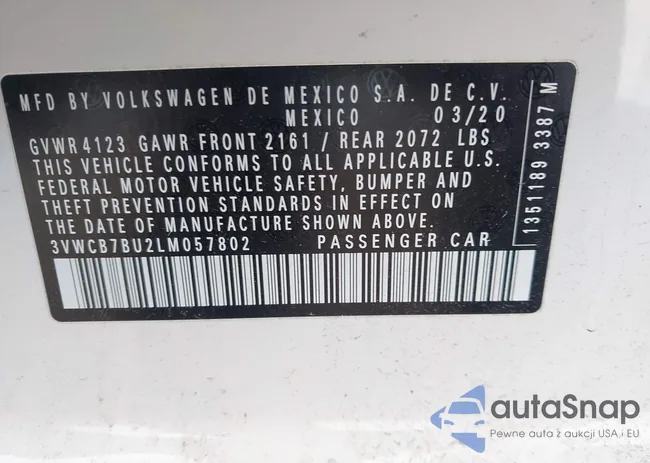 MFD BY VOLKSWAGEN DE MEXICO S.A. DE C.V.
MEXICO 03/20
GVWR 4123 GAWR FRONT 2161 / REAR 2072 LBS
THIS VEHICLE CONFORMS TO ALL APPLICABLE U.S.
FEDERAL MOTOR VEHICLE SAFETY, BUMPER AND
THEFT PREVENTION STANDARDS IN EFFECT ON
THE DATE OF MANUFACTURE SHOWN ABOVE.
3VWCB7BU2LM057802 PASSENGER CAR
1351189 3387 M
autaSnap
Pewne auta z aukcji USA i EU